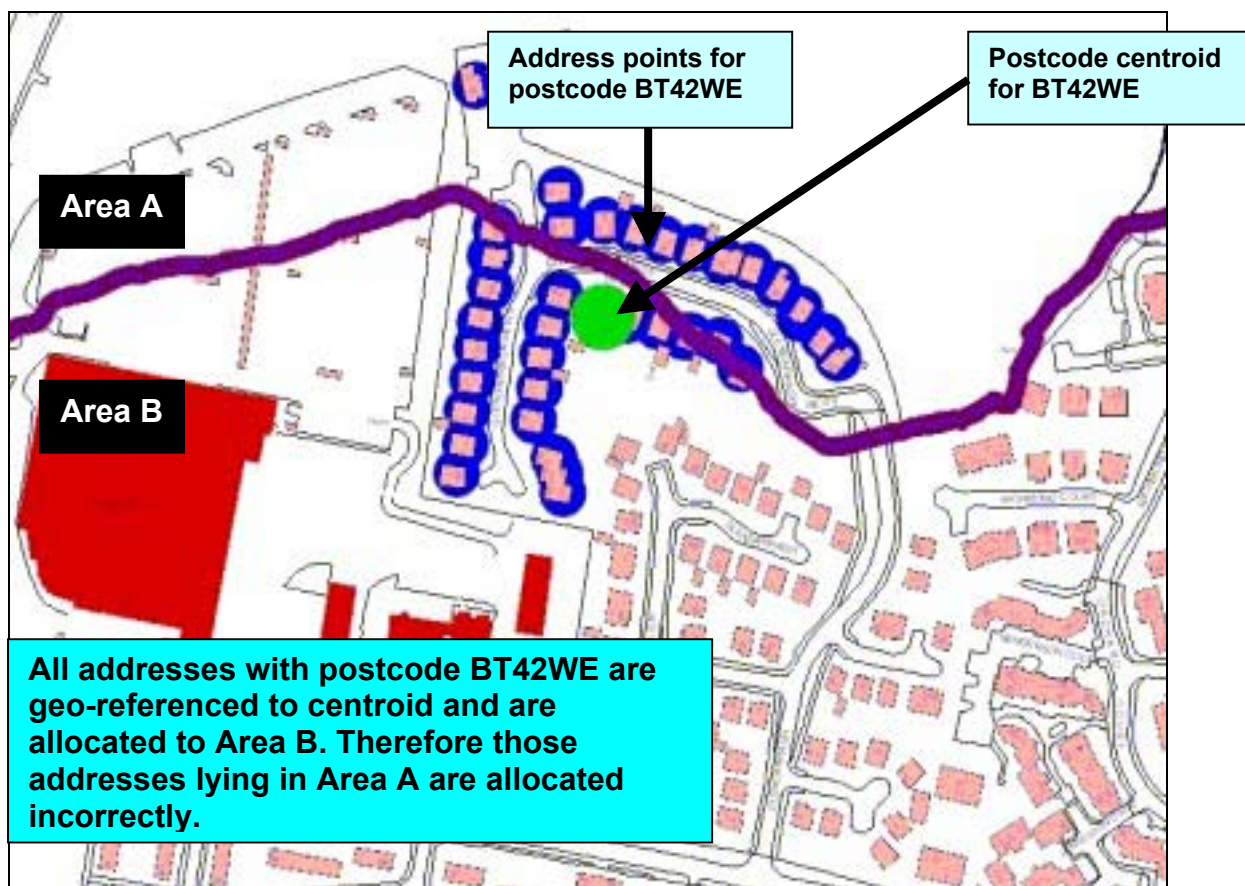 Address points for
postcode BT42WE
Postcode centroid
for BT42WE
Area A
Area B
All addresses with postcode BT42WE are
geo-referenced to centroid and are
allocated to Area B. Therefore those
addresses lying in Area A are allocated
incorrectly.